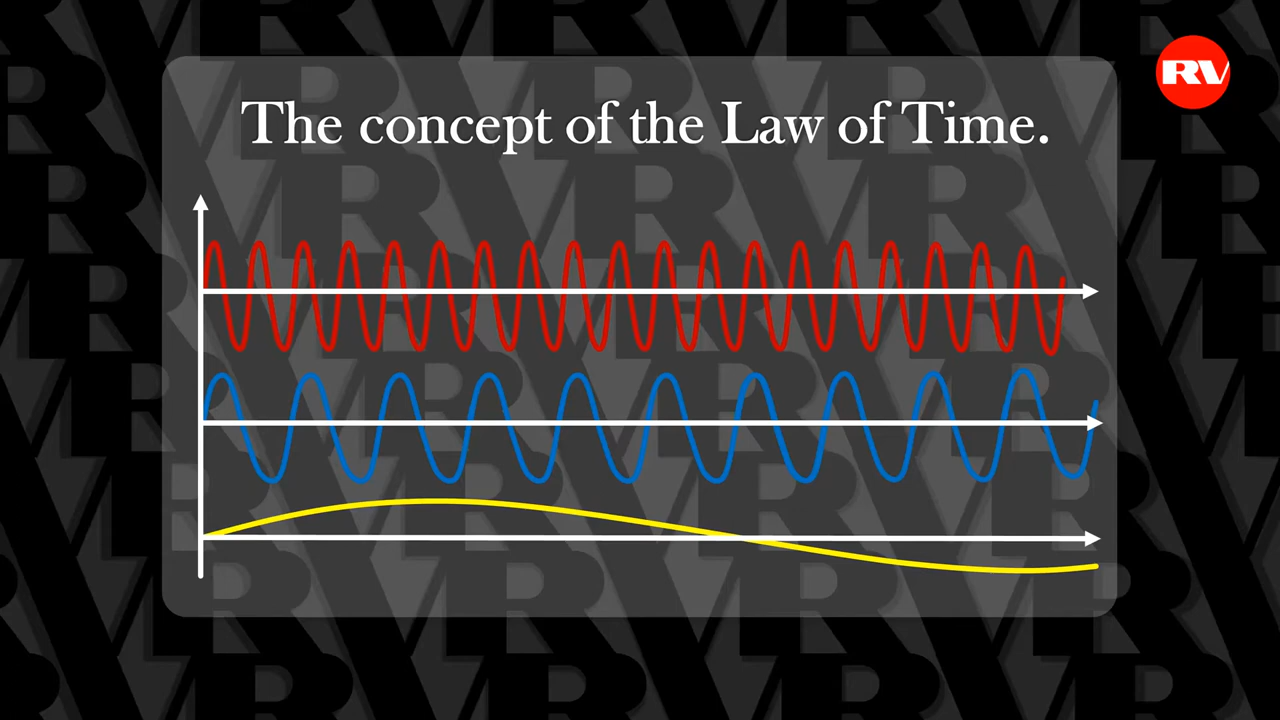 RV
The concept of the Law of Time.